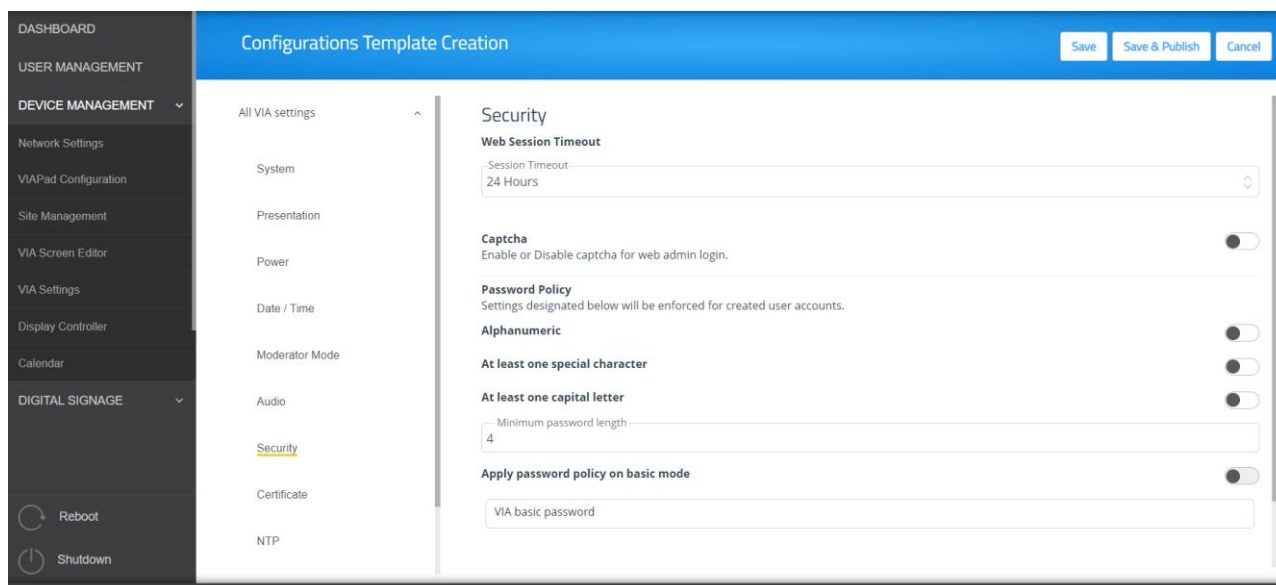 DASHBOARD
USER MANAGEMENT
DEVICE MANAGEMENT
Network Settings
VIAPad Configuration
Site Management
VIA Screen Editor
VIA Settings
Display Controller
Calendar
DIGITAL SIGNAGE
Reboot
Shutdown
Configurations Template Creation
Save
Save & Publish
Cancel
All VIA settings
System
Presentation
Power
Date / Time
Moderator Mode
Audio
Security
Certificate
NTP
Security
Web Session Timeout
Session Timeout
24 Hours
Captcha
Enable or Disable captcha for web admin login.
Password Policy
Settings designated below will be enforced for created user accounts.
Alphanumeric
At least one special character
At least one capital letter
Minimum password length
4
Apply password policy on basic mode
VIA basic password